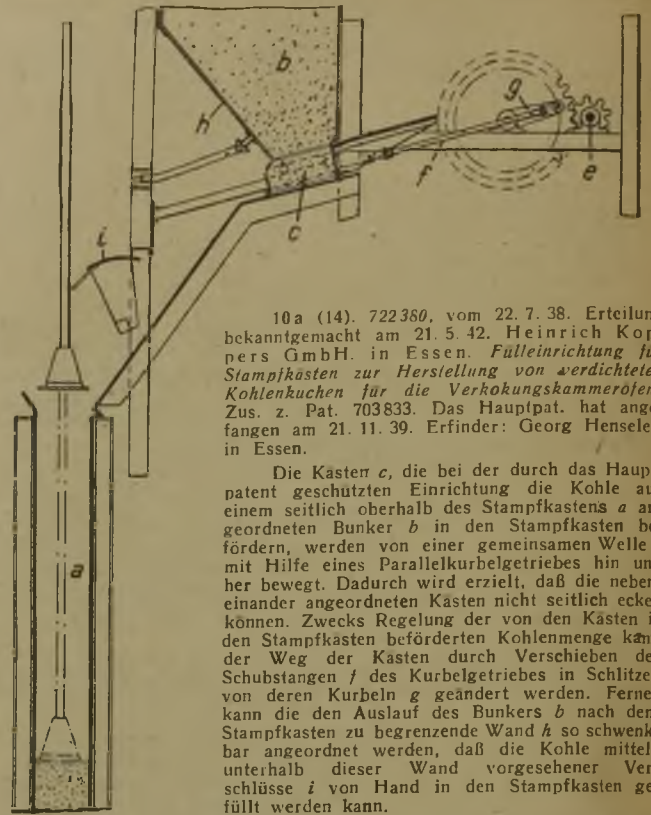 b
h
g
c
f
e
i
a
10a (14). 722380, vom 22. 7. 38. Erteilun
bekanntgemacht am 21. 5. 42. Heinrich Kop
pers GmbH. in Essen. Fülleinrichtung fü
Stampfkasten zur Herstellung von verdichtete
Kohlenkuchen für die Verkokungskammeröfen
Zus. z. Pat. 703833. Das Hauptpat. hat ange
fangen am 21. 11. 39. Erfinder: Georg Hensele
in Essen.
Die Kasten c, die bei der durch das Haup
patent geschützten Einrichtung die Kohle au
einem seitlich oberhalb des Stampfkastens a an
geordneten Bunker b in den Stampfkasten be
fördern, werden von einer gemeinsamen Welle
mit Hilfe eines Parallelkurbelgetriebes hin un
her bewegt. Dadurch wird erzielt, daß die neben
einander angeordneten Kasten nicht seitlich ecke
können. Zwecks Regelung der von den Kasten i
den Stampfkasten beförderten Kohlenmenge kan
der Weg der Kasten durch Verschieben de
Schubstangen f des Kurbelgetriebes in Schlitze
von deren Kurbeln g geändert werden. Ferne
kann die den Auslauf des Bunkers b nach dem
Stampfkasten zu begrenzende Wand h so schwenk
bar angeordnet werden, daß die Kohle mittel
unterhalb dieser Wand vorgesehener Ver
schlüsse i von Hand in den Stampfkasten ge
füllt werden kann.